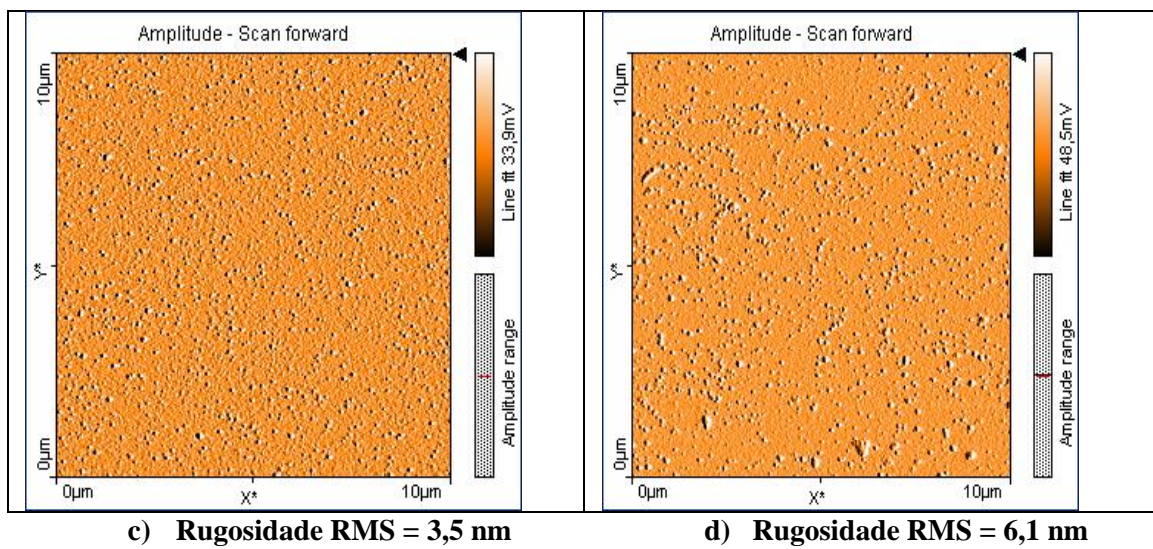 Amplitude - Scan forward
10µm
Y*
0µm
0µm
X*
10µm
Line fit 33,9mV
Amplitude range
c) Rugosidade RMS = 3,5 nm
Amplitude - Scan forward
10µm
Y*
0µm
0µm
X*
10µm
Line fit 48,5mV
Amplitude range
d) Rugosidade RMS = 6,1 nm